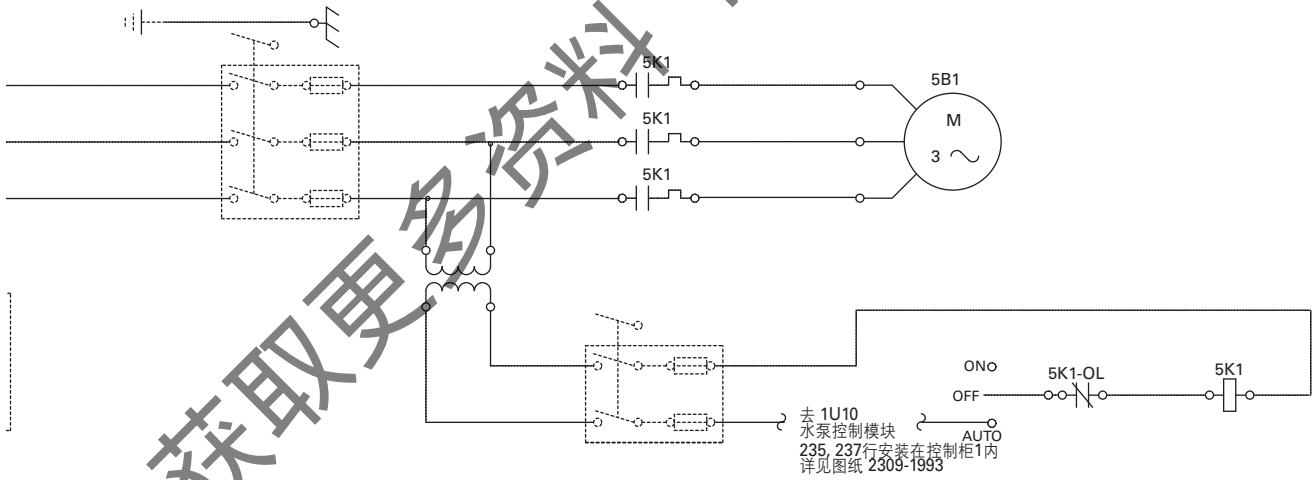 5K1
5B1
5K1
M
3
5K1
ON
5K1-OL
5K1
OFF
去 1U10
水泵控制模块
AUTO
235, 237行安装在控制柜1内
详见图纸 2309-1993
获取更多资料